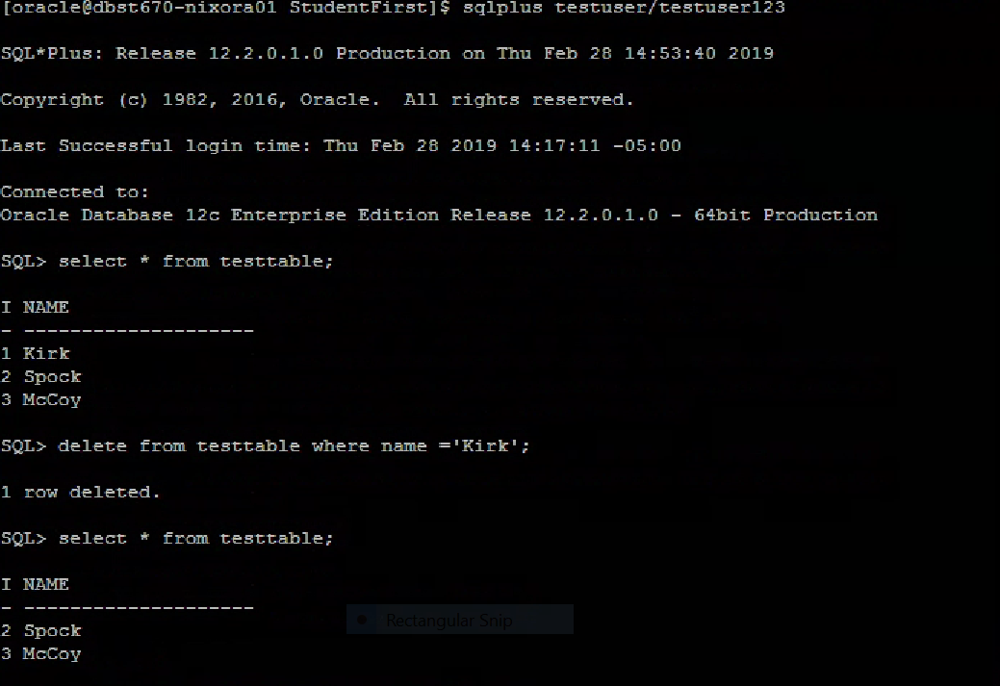 [oracle@dbst670-nixora01 StudentFirst]$ sqlplus testuser/testuser123
SQL*Plus: Release 12.2.0.1.0 Production on Thu Feb 28 14:53:40 2019
Copyright (c) 1982, 2016, Oracle.  All rights reserved.
Last Successful login time: Thu Feb 28 2019 14:17:11 -05:00
Connected to:
Oracle Database 12c Enterprise Edition Release 12.2.0.1.0 - 64bit Production
SQL> select * from testtable;
I NAME
- --------------------
1 Kirk
2 Spock
3 McCoy
SQL> delete from testtable where name ='Kirk';
1 row deleted.
SQL> select * from testtable;
I NAME
- --------------------
Rectangular Snip
2 Spock
3 McCoy